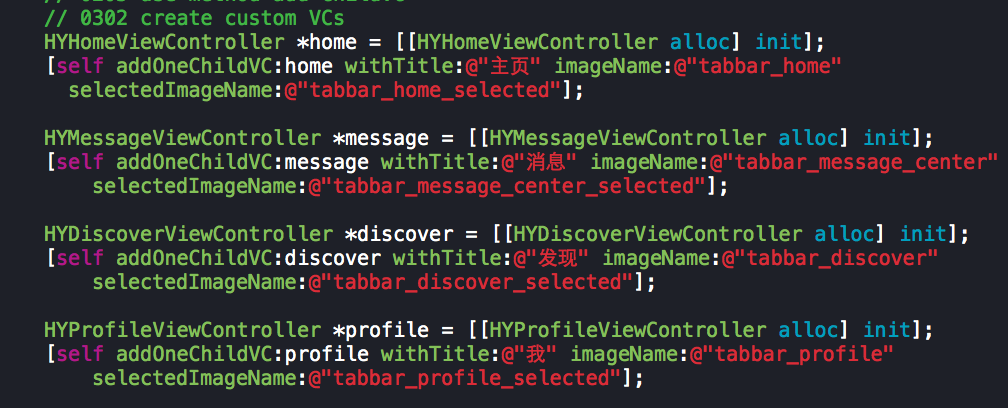 // 0302 create custom VCs
HYHomeViewController *home = [[HYHomeViewController alloc] init];
[self addOneChildVC:home withTitle:@"主页" imageName:@"tabbar_home"
selectedImageName:@"tabbar_home_selected"];
HYMessageViewController *message = [[HYMessageViewController alloc] init];
[self addOneChildVC:message withTitle:@"消息" imageName:@"tabbar_message_center"
selectedImageName:@"tabbar_message_center_selected"];
HYDiscoverViewController *discover = [[HYDiscoverViewController alloc] init];
[self addOneChildVC:discover withTitle:@"发现" imageName:@"tabbar_discover"
selectedImageName:@"tabbar_discover_selected"];
HYProfileViewController *profile = [[HYProfileViewController alloc] init];
[self addOneChildVC:profile withTitle:@"我" imageName:@"tabbar_profile"
selectedImageName:@"tabbar_profile_selected"];